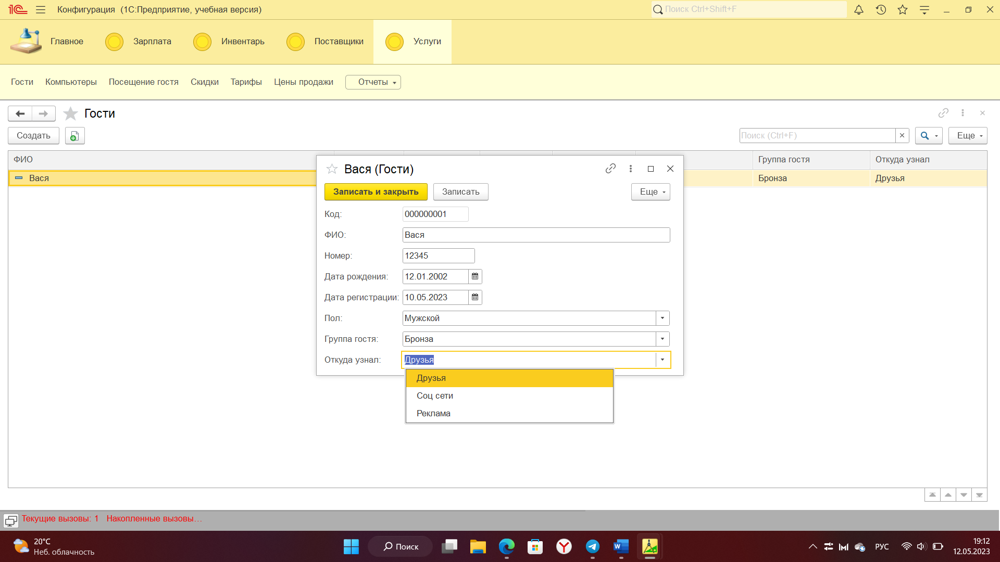 Конфигурация (1С:Предприятие, учебная версия)
Поиск Ctrl+Shift+F
Главное
Зарплата
Инвентарь
Поставщики
Услуги
Гости
Компьютеры
Посещение гостя
Скидки
Тарифы
Цены продажи
Отчеты
Гости
Создать
Поиск (Ctrl+F)
Еще
ФИО
Группа гостя
Откуда узнал
Вася
Бронза
Друзья
Вася (Гости)
Записать и закрыть
Записать
Еще
Код: 000000001
ФИО: Вася
Номер: 12345
Дата рождения: 12.01.2002
Дата регистрации: 10.05.2023
Пол: Мужской
Группа гостя: Бронза
Откуда узнал: Друзья
Друзья
Соц сети
Реклама
Текущие вызовы: 1 Накопленные вызовы…
20°C
Неб. облачность
Поиск
РУС
19:12
12.05.2023